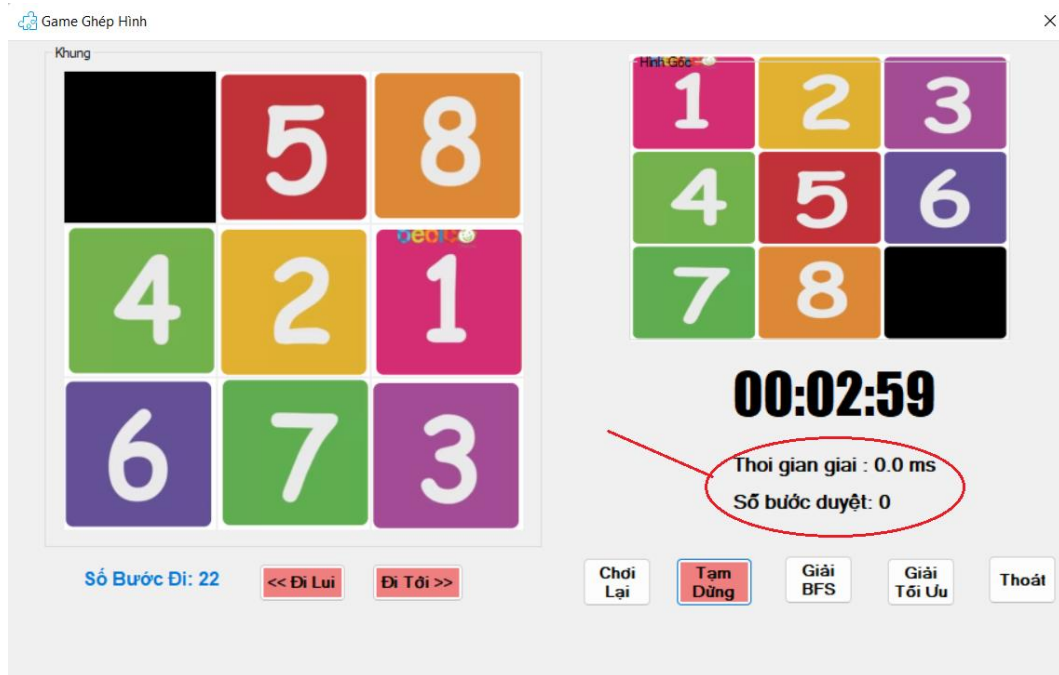 Game Ghép Hình
Khung
5 8
4 2 1
6 7 3
Hình Gốc
1 2 3
4 5 6
7 8
00:02:59
Thoi gian giai : 0.0 ms
Số bước duyệt: 0
Số Bước Đi: 22
<< Đi Lui
Đi Tới >>
Chơi
Lại
Tạm
Dừng
Giải
BFS
Giải
Tối Ưu
Thoát